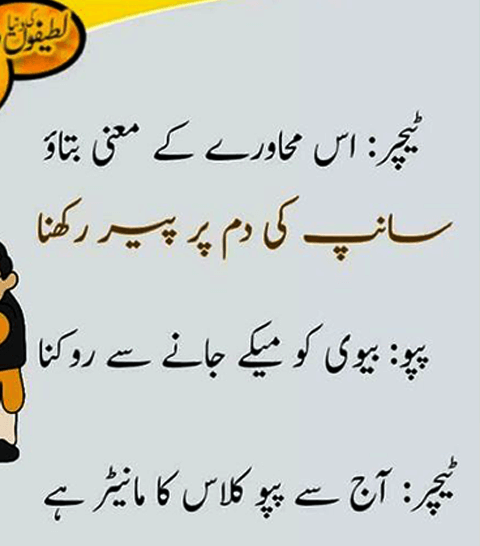 لطیفوں کی دنیا
ٹیچر: اس محاورے کے معنی بتاؤ
سانپ کی دم پر پیر رکھنا
پپو: بیوی کو میکے جانے سے روکنا
ٹیچر: آج سے پپو کلاس کا مانیٹر ہے